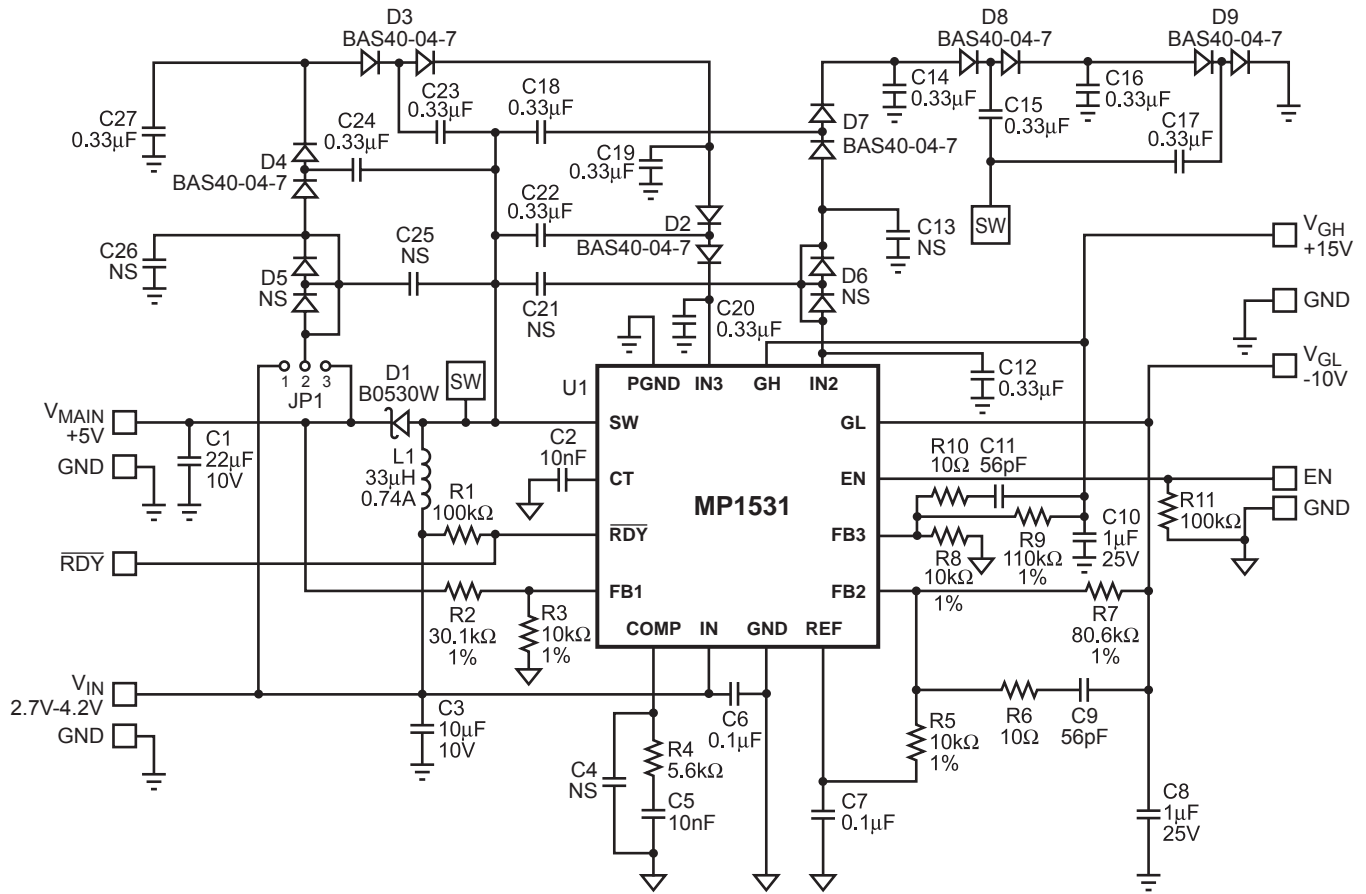 D3
BAS40-04-7
D8
BAS40-04-7
D9
BAS40-04-7
C27
0.33µF
C24
0.33µF
C23
0.33µF
C18
0.33µF
C19
0.33µF
C14
0.33µF
C15
0.33µF
C16
0.33µF
C17
0.33µF
D4
BAS40-04-7
D7
BAS40-04-7
C22
0.33µF
D2
BAS40-04-7
C13
NS
SW
C26
NS
D5
NS
C25
NS
C21
NS
D6
NS
C20
0.33µF
C12
0.33µF
VGH
+15V
GND
VGL
-10V
1 2 3
JP1
D1
B0530W
SW
U1
PGND IN3 GH IN2
SW
GL
CT
EN
MP1531
RDY
FB3
FB1
FB2
COMP IN GND REF
VMAIN
+5V
GND
C1
22µF
10V
L1
33µH
0.74A
C2
10nF
R1
100kΩ
RDY
R2
30.1kΩ
1%
R3
10kΩ
1%
R10
10Ω
C11
56pF
R8
10kΩ
1%
R9
110kΩ
1%
C10
1µF
25V
R11
100kΩ
EN
GND
R7
80.6kΩ
1%
VIN
2.7V-4.2V
GND
C3
10µF
10V
C6
0.1µF
C4
NS
R4
5.6kΩ
C5
10nF
C7
0.1µF
R5
10kΩ
1%
R6
10Ω
C9
56pF
C8
1µF
25V